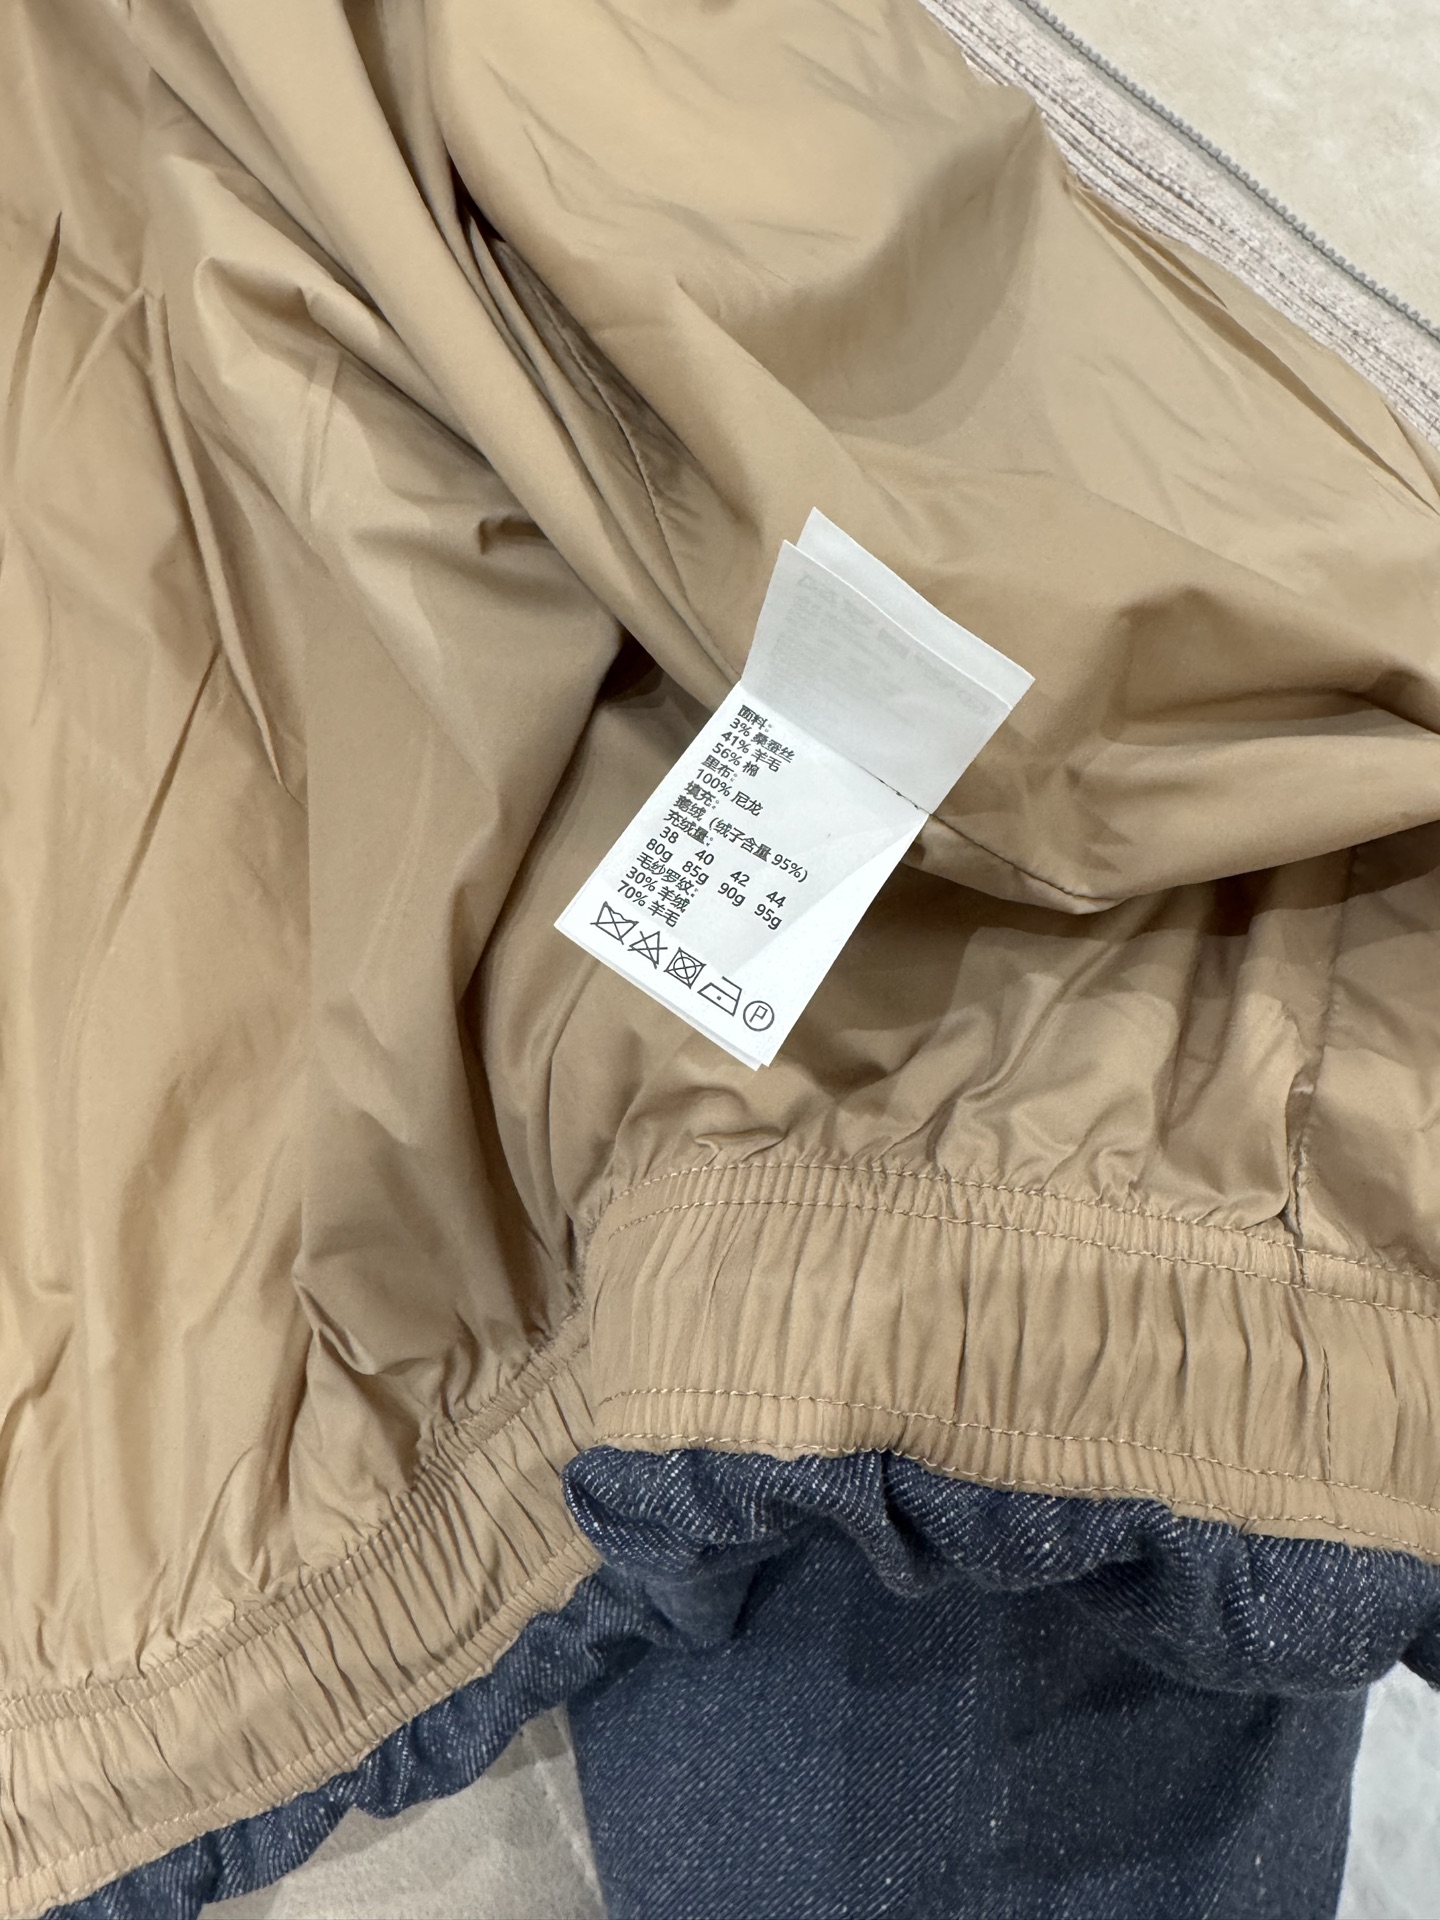 面料:
3% 桑蚕丝
41% 羊毛
56% 棉
里布:
100% 尼龙
填充:
鹅绒 (绒子含量 95%)
充绒量:
38 40 42 44
80g 85g 90g 95g
毛纱罗纹:
30% 羊绒
70% 羊毛
P